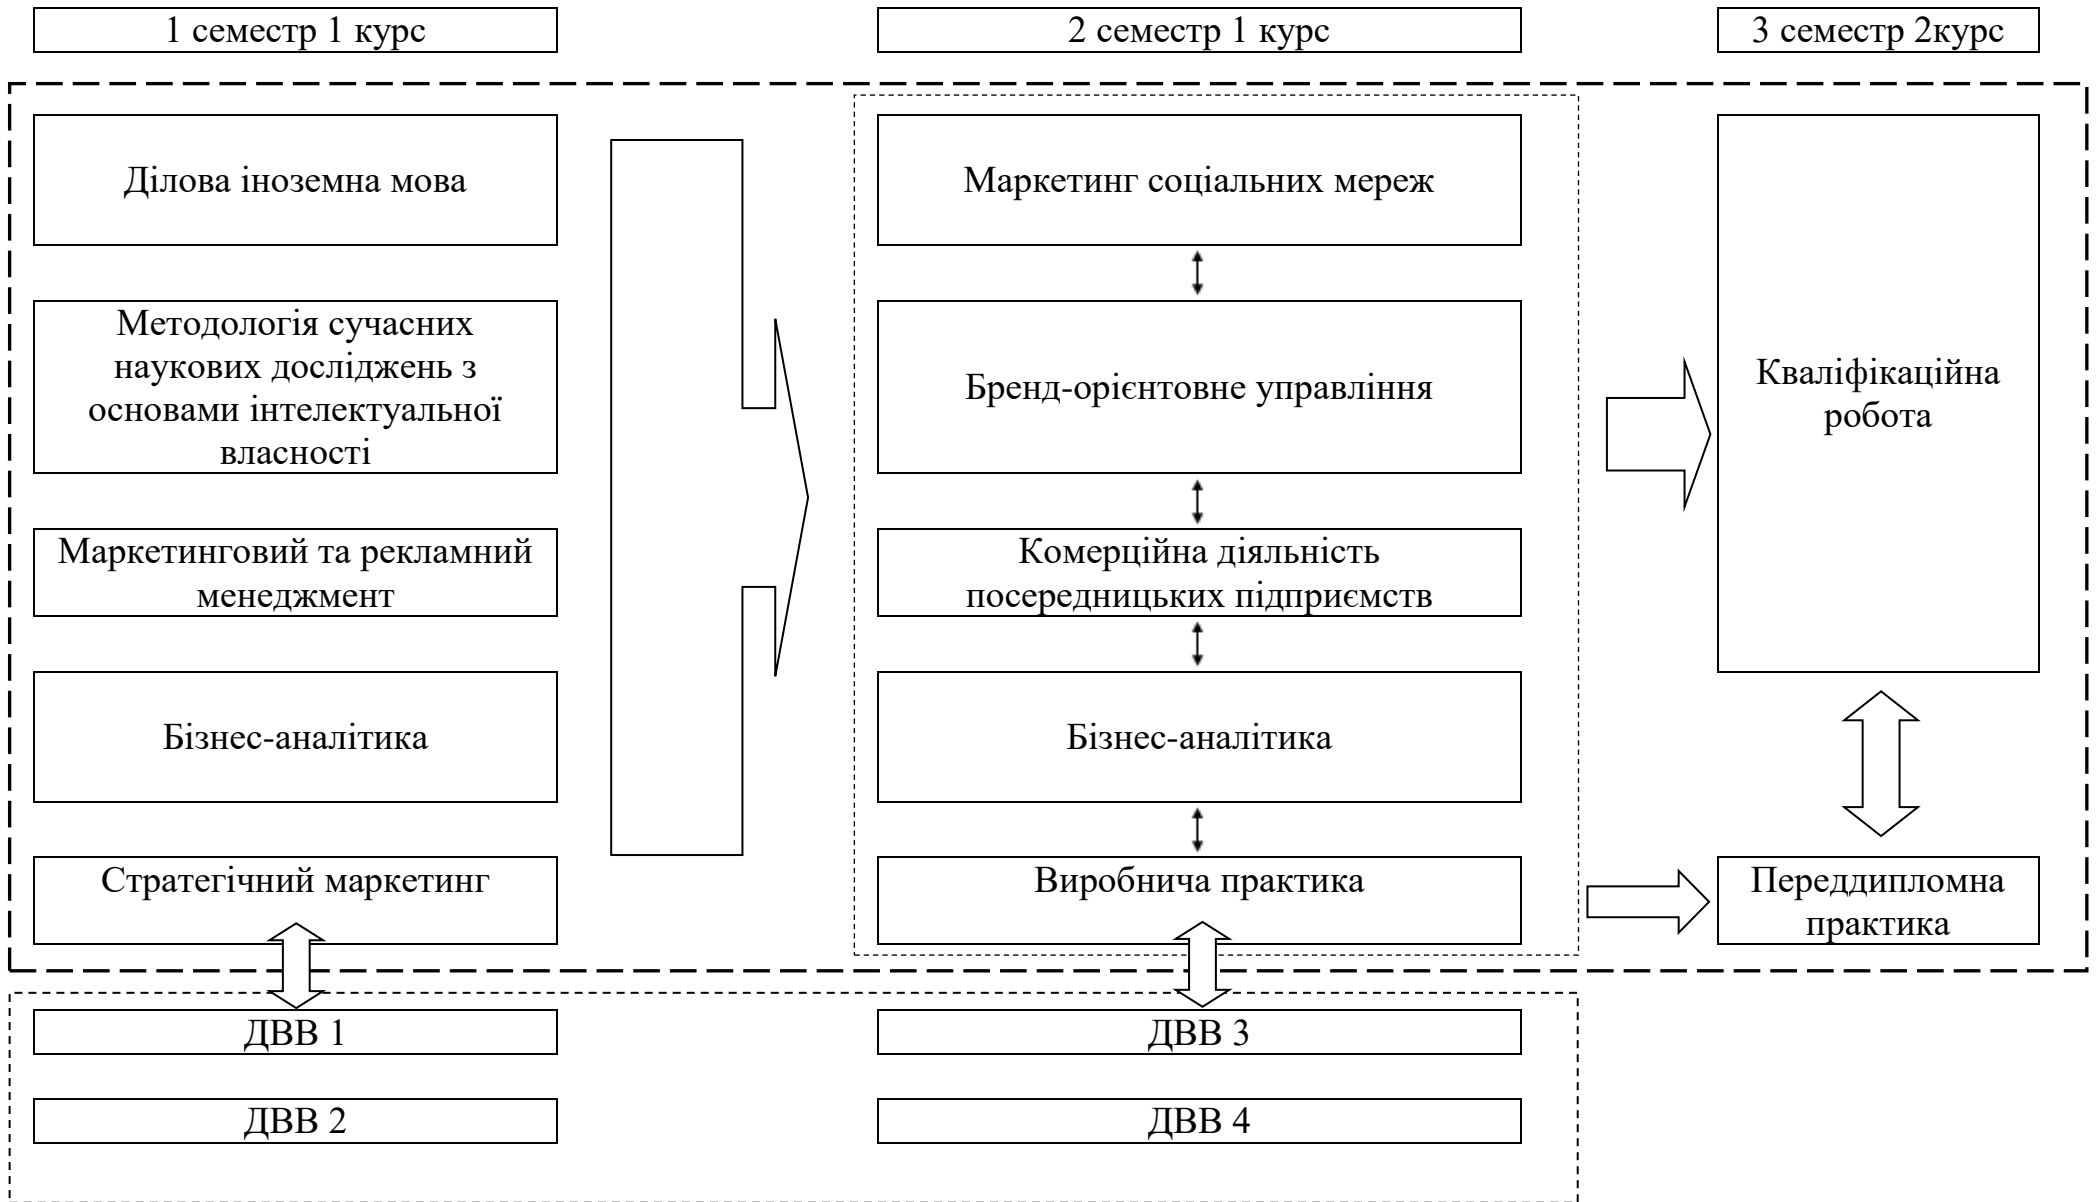 1 семестр 1 курс
2 семестр 1 курс
3 семестр 2курс
Ділова іноземна мова
Методологія сучасних
наукових досліджень з
основами інтелектуальної
власності
Маркетинговий та рекламний
менеджмент
Бізнес-аналітика
Стратегічний маркетинг
Маркетинг соціальних мереж
Бренд-орієнтовне управління
Комерційна діяльність
посередницьких підприємств
Бізнес-аналітика
Виробнича практика
Кваліфікаційна
робота
Переддипломна
практика
ДВВ 1
ДВВ 3
ДВВ 2
ДВВ 4